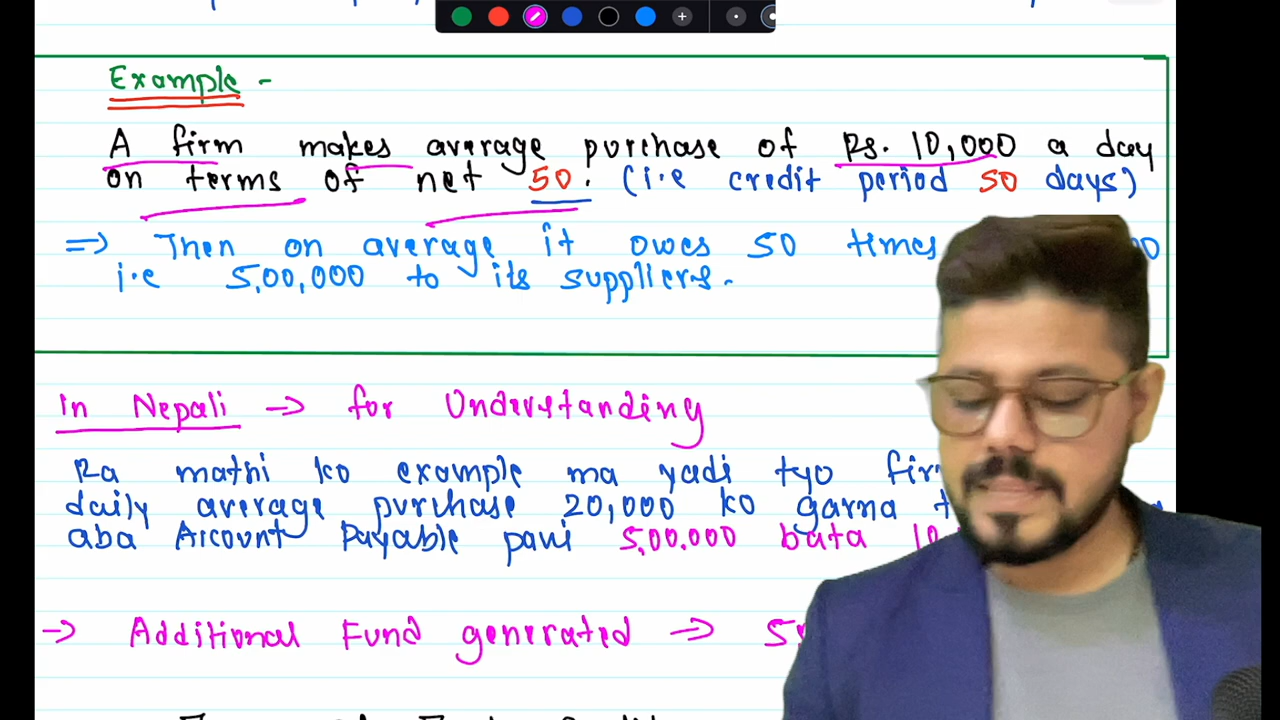 Example -
A firm makes average purchase of Rs. 10,000 a day
on terms of net 50. (i.e credit period 50 days)
=> Then on average it owes 50 times
i.e 5,00,000 to its suppliers.
In Nepali -> for Understanding
Ra mathi ko example ma yadi tyo
daily average purchase 20,000 ko garna
aba Account Payable pani 5,00,000 bata
-> Additional Fund generated ->